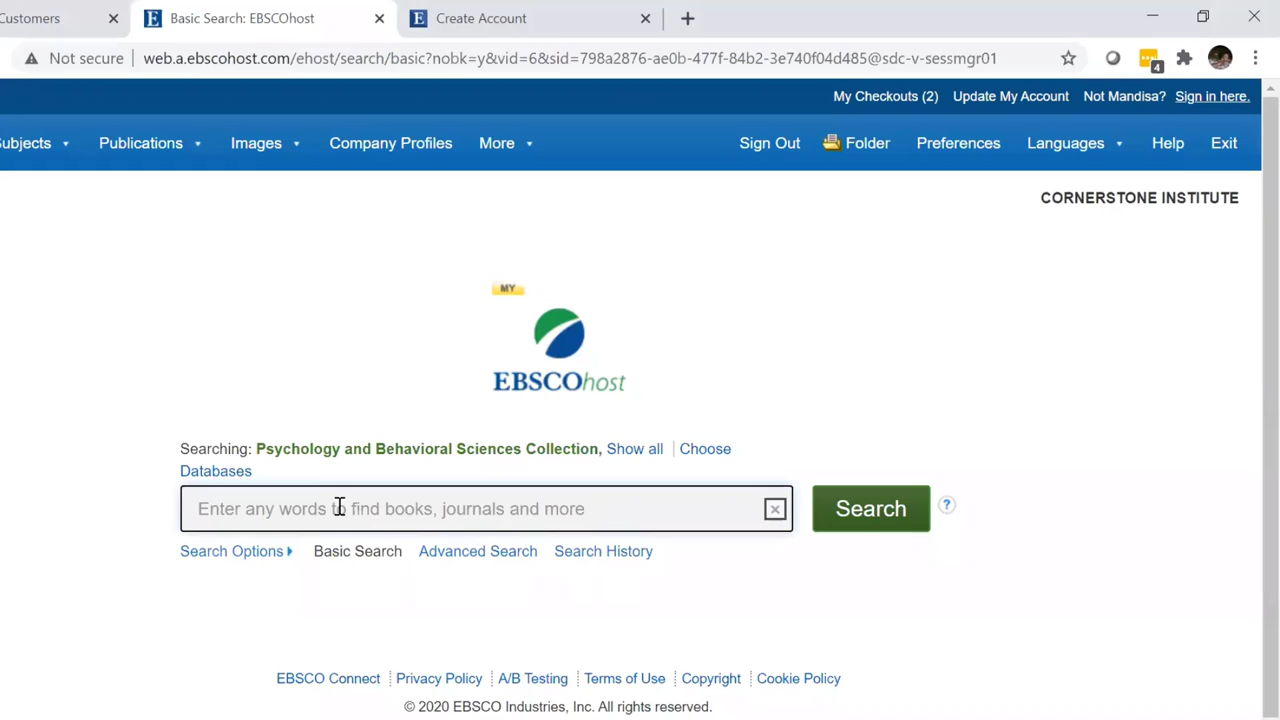 Customers
Basic Search: EBSCOhost
Create Account
Not secure
web.a.ebscohost.com/ehost/search/basic?nobk=y&vid=6&sid=798a2876-ae0b-477f-84b2-3e740f04d485@sdc-v-sessmgr01
4
My Checkouts (2) Update My Account Not Mandisa? Sign in here.
Subjects Publications Images Company Profiles More Sign Out Folder Preferences Languages Help Exit
CORNERSTONE INSTITUTE
MY
EBSCOhost
Searching: Psychology and Behavioral Sciences Collection, Show all Choose
Databases
Enter any words to find books, journals and more
Search
?
Search Options Basic Search Advanced Search Search History
EBSCO Connect Privacy Policy A/B Testing Terms of Use Copyright Cookie Policy
© 2020 EBSCO Industries, Inc. All rights reserved.